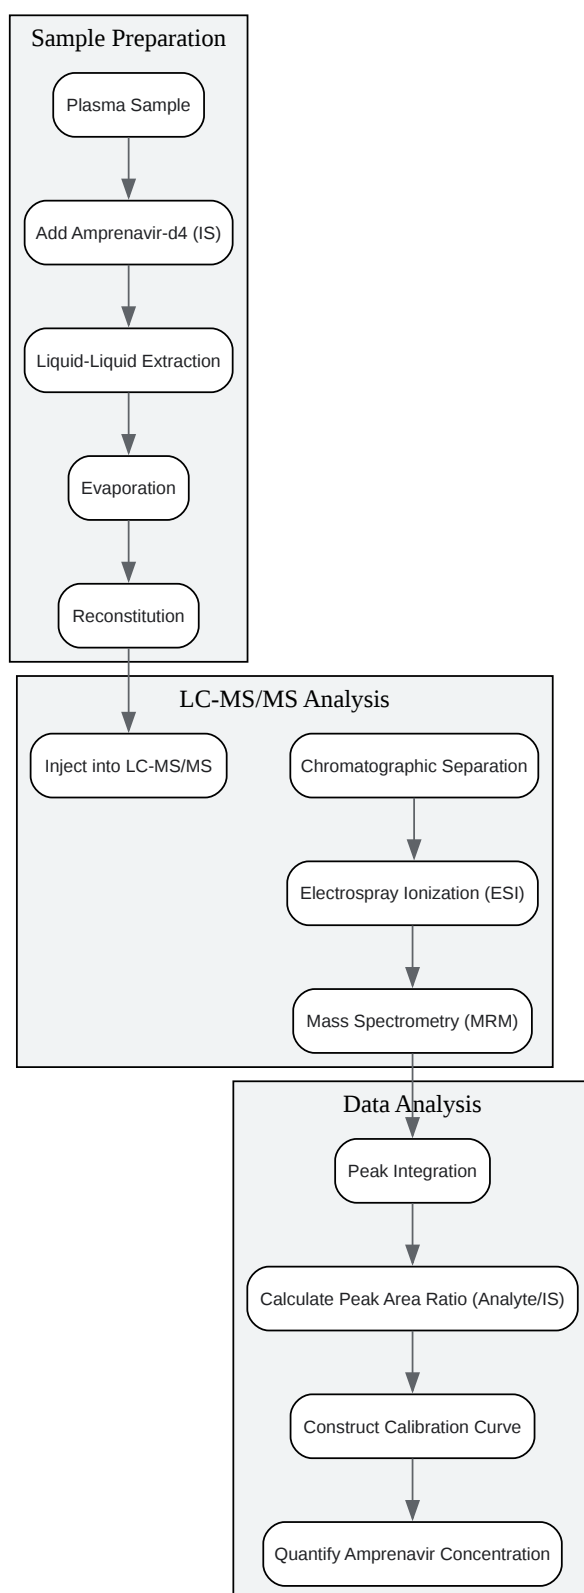 Sample Preparation
Plasma Sample
Add Amprenavir-d4 (IS)
Liquid-Liquid Extraction
Evaporation
Reconstitution
LC-MS/MS Analysis
Inject into LC-MS/MS
Chromatographic Separation
Electrospray Ionization (ESI)
Mass Spectrometry (MRM)
Data Analysis
Peak Integration
Calculate Peak Area Ratio (Analyte/IS)
Construct Calibration Curve
Quantify Amprenavir Concentration